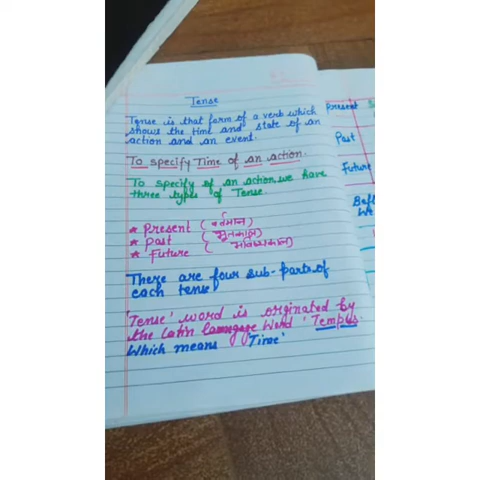 Tense
Tense is that form of a verb which
shows the time and state of an
action and an event.
To specify Time of an action.
To specify of an action, we have
three types of Tense.
* Present (वर्तमान)
* Past (भूतकाल)
* Future (भविष्यकाल)
There are four sub-parts of
each tense
'Tense' word is orginated by
the Latin Language Word 'Tempus'
Which means 'Time'
Present
Past
Future